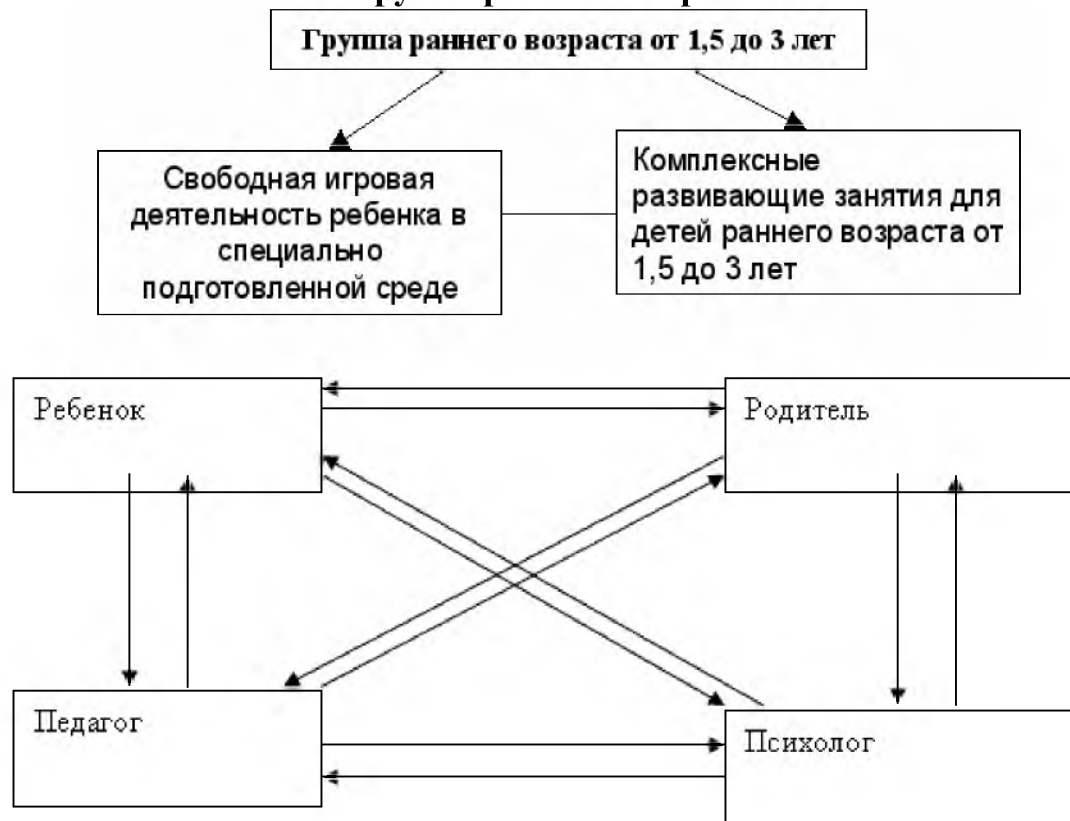 Группа раннего возраста от 1,5 до 3 лет
Свободная игровая
деятельность ребенка в
специально
подготовленной среде
Комплексные
развивающие занятия для
детей раннего возраста от
1,5 до 3 лет
Ребенок
Родитель
Педагог
Психолог